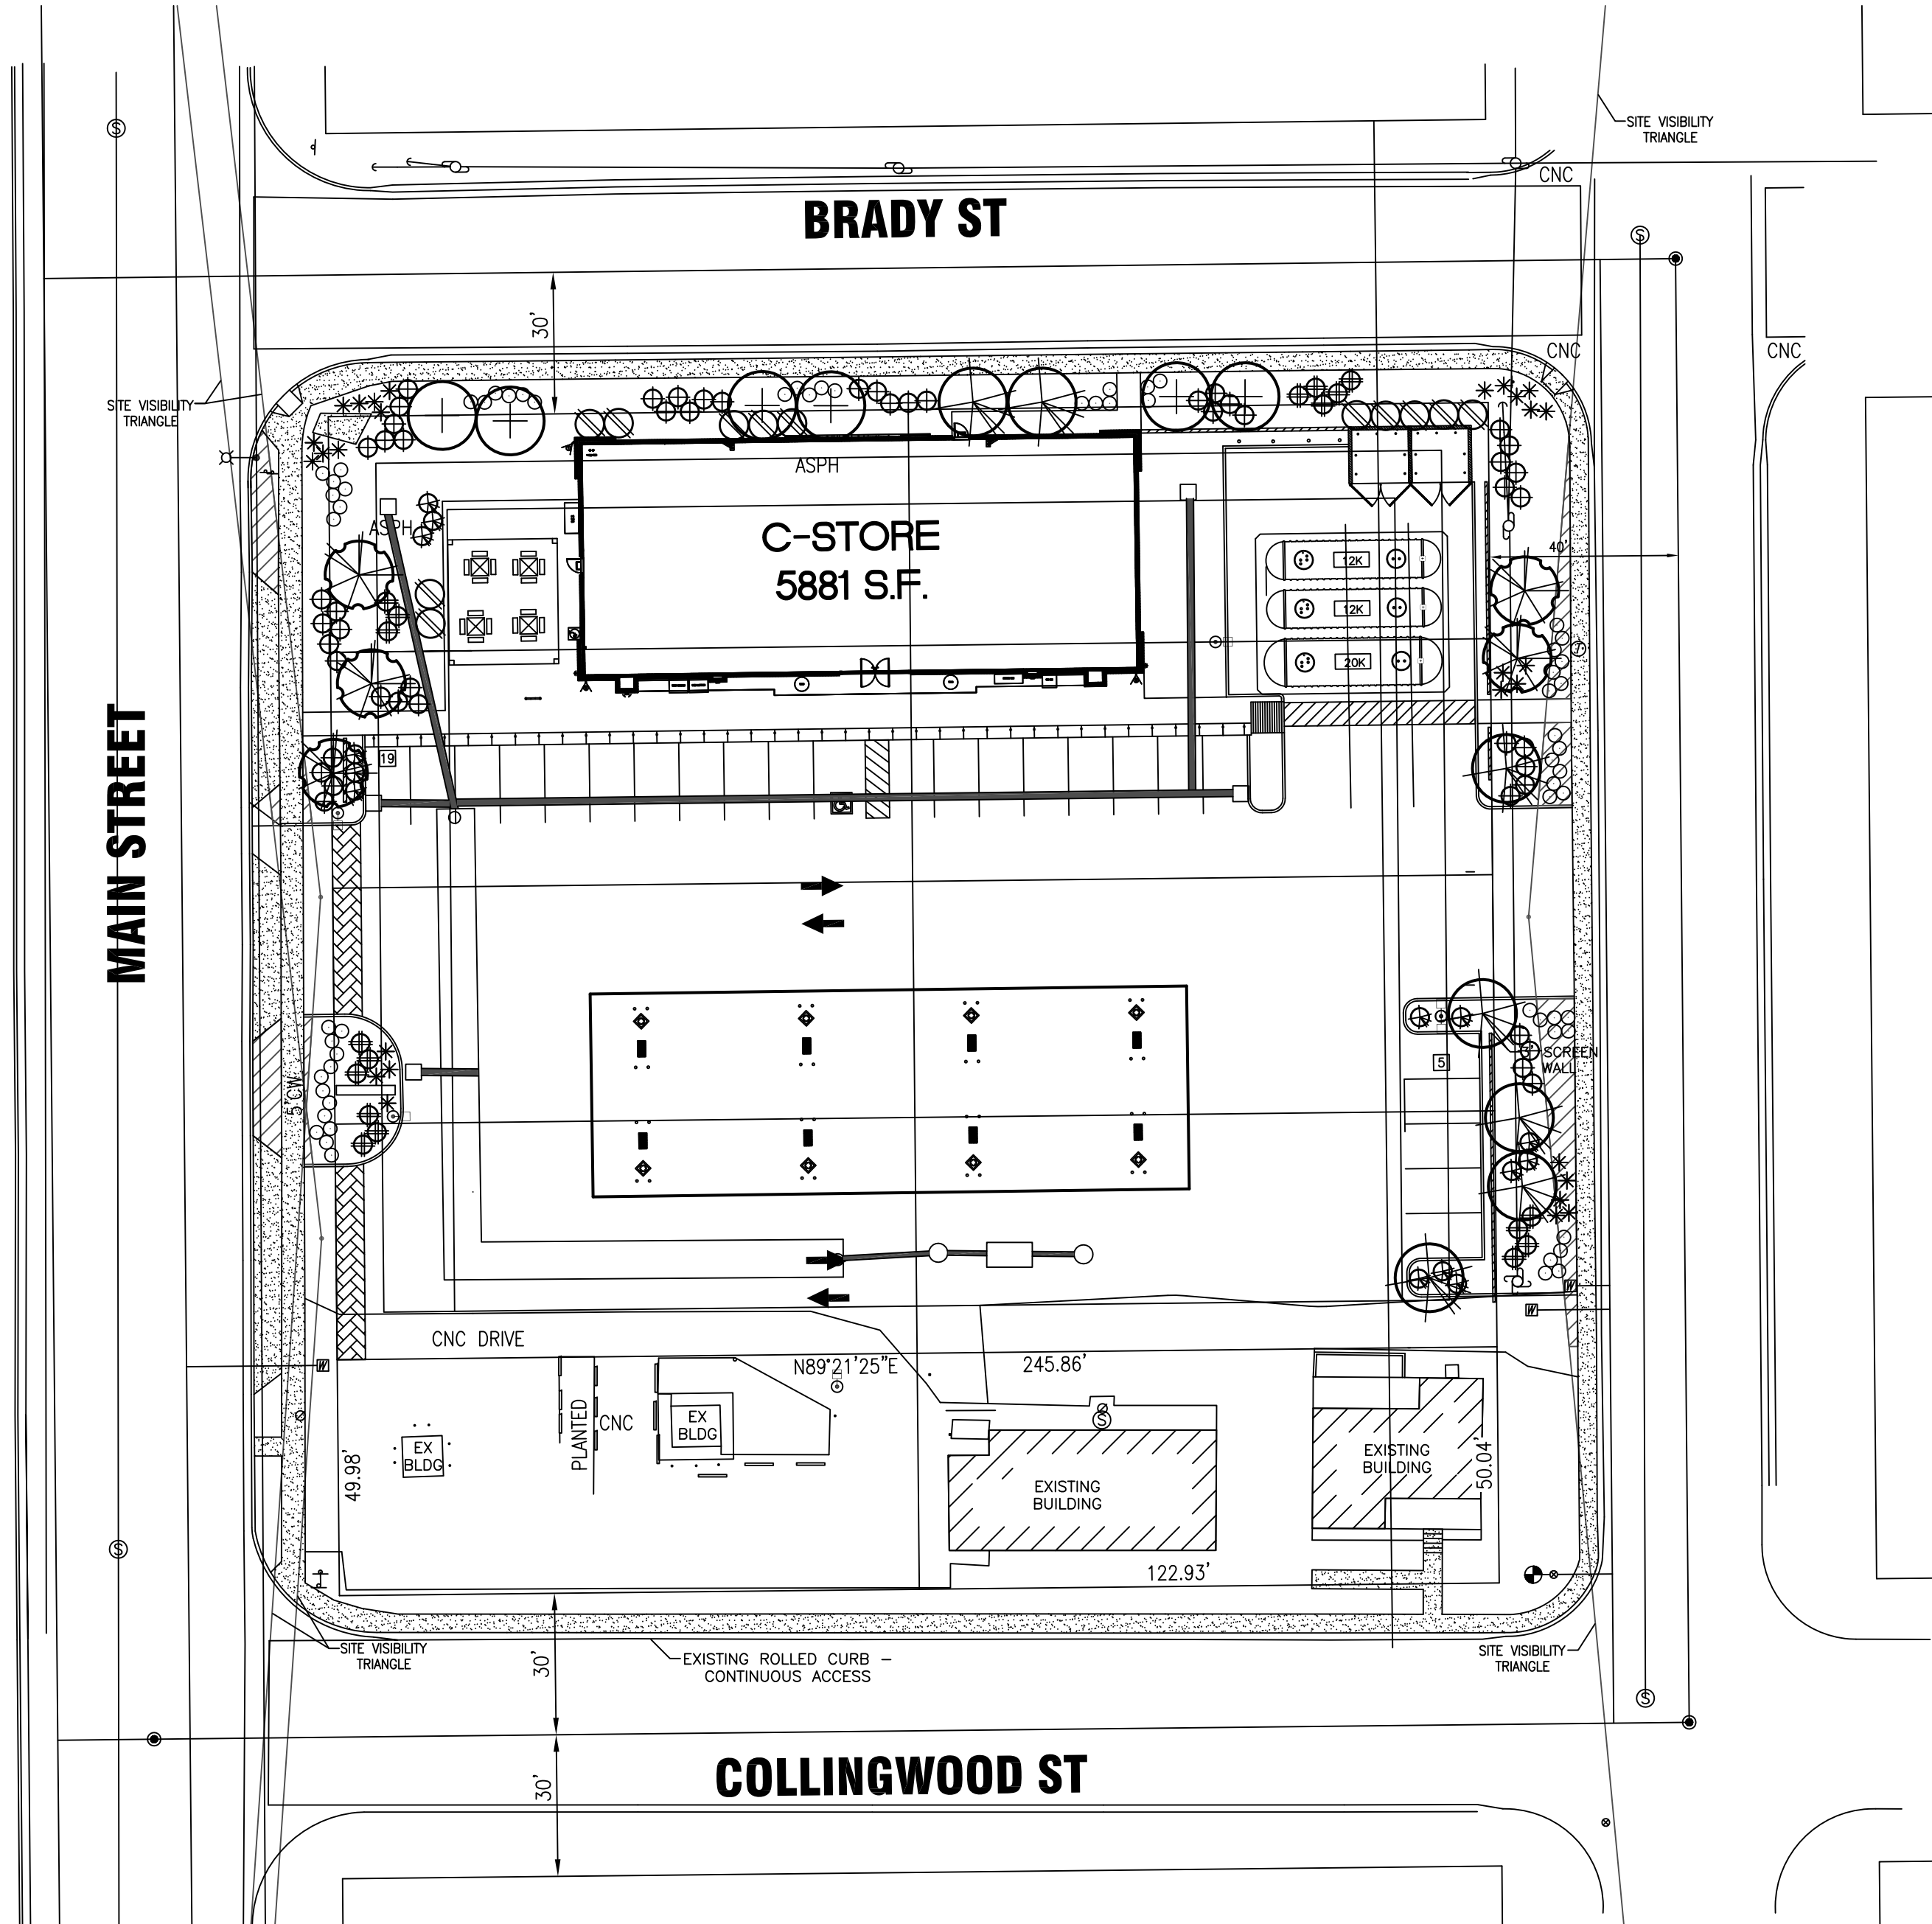 SITE VISIBILITY
TRIANGLE
CNC
BRADY ST
30'
CNC
CNC
SITE VISIBILITY
TRIANGLE
ASPH
ASPH
C-STORE
5881 S.F.
40'
12K
12K
20K
MAIN STREET
19
5' CW
5
7' SCREEN
WALL
CNC DRIVE
N89°21'25"E
245.86'
PLANTED
CNC
EX
BLDG
EX
BLDG
49.98'
EXISTING
BUILDING
EXISTING
BUILDING
50.04'
122.93'
SITE VISIBILITY
TRIANGLE
EXISTING ROLLED CURB –
CONTINUOUS ACCESS
SITE VISIBILITY
TRIANGLE
30'
COLLINGWOOD ST
30'
S
S
S
S
S
W
W
W